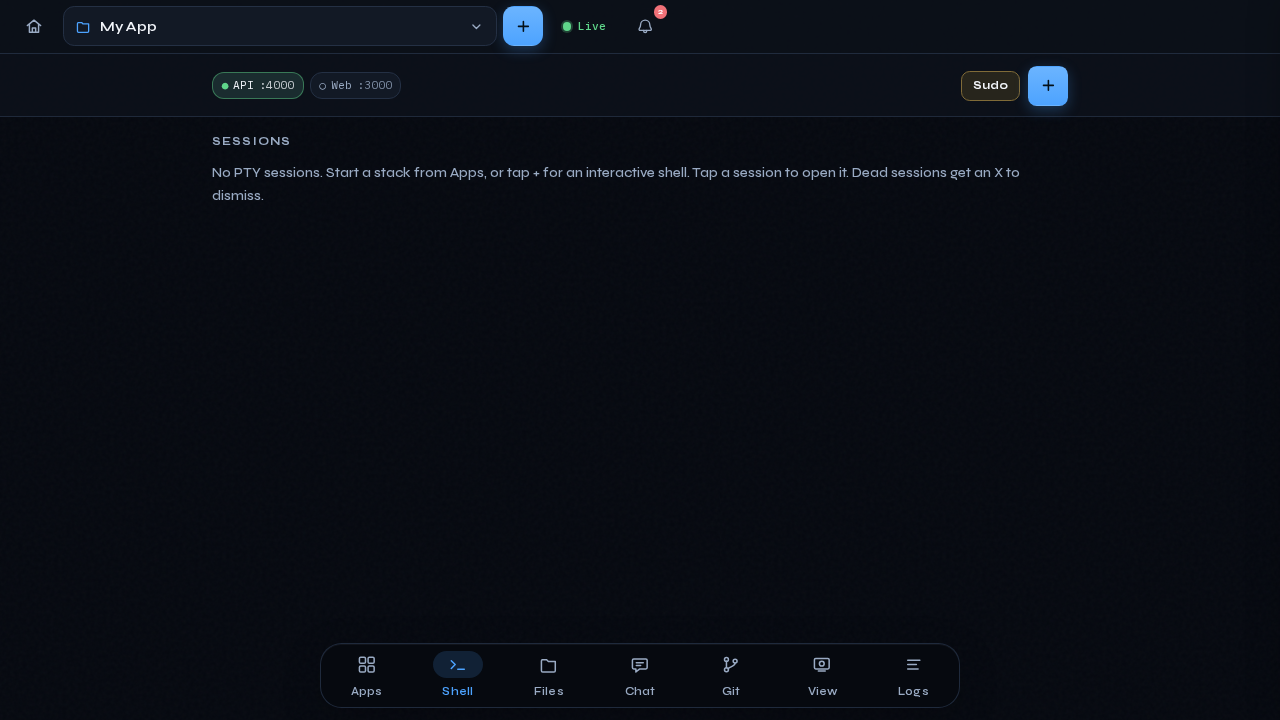 My App
+
Live
2
API :4000
Web :3000
Sudo
+
SESSIONS
No PTY sessions. Start a stack from Apps, or tap + for an interactive shell. Tap a session to open it. Dead sessions get an X to
dismiss.
Apps
Shell
Files
Chat
Git
View
Logs